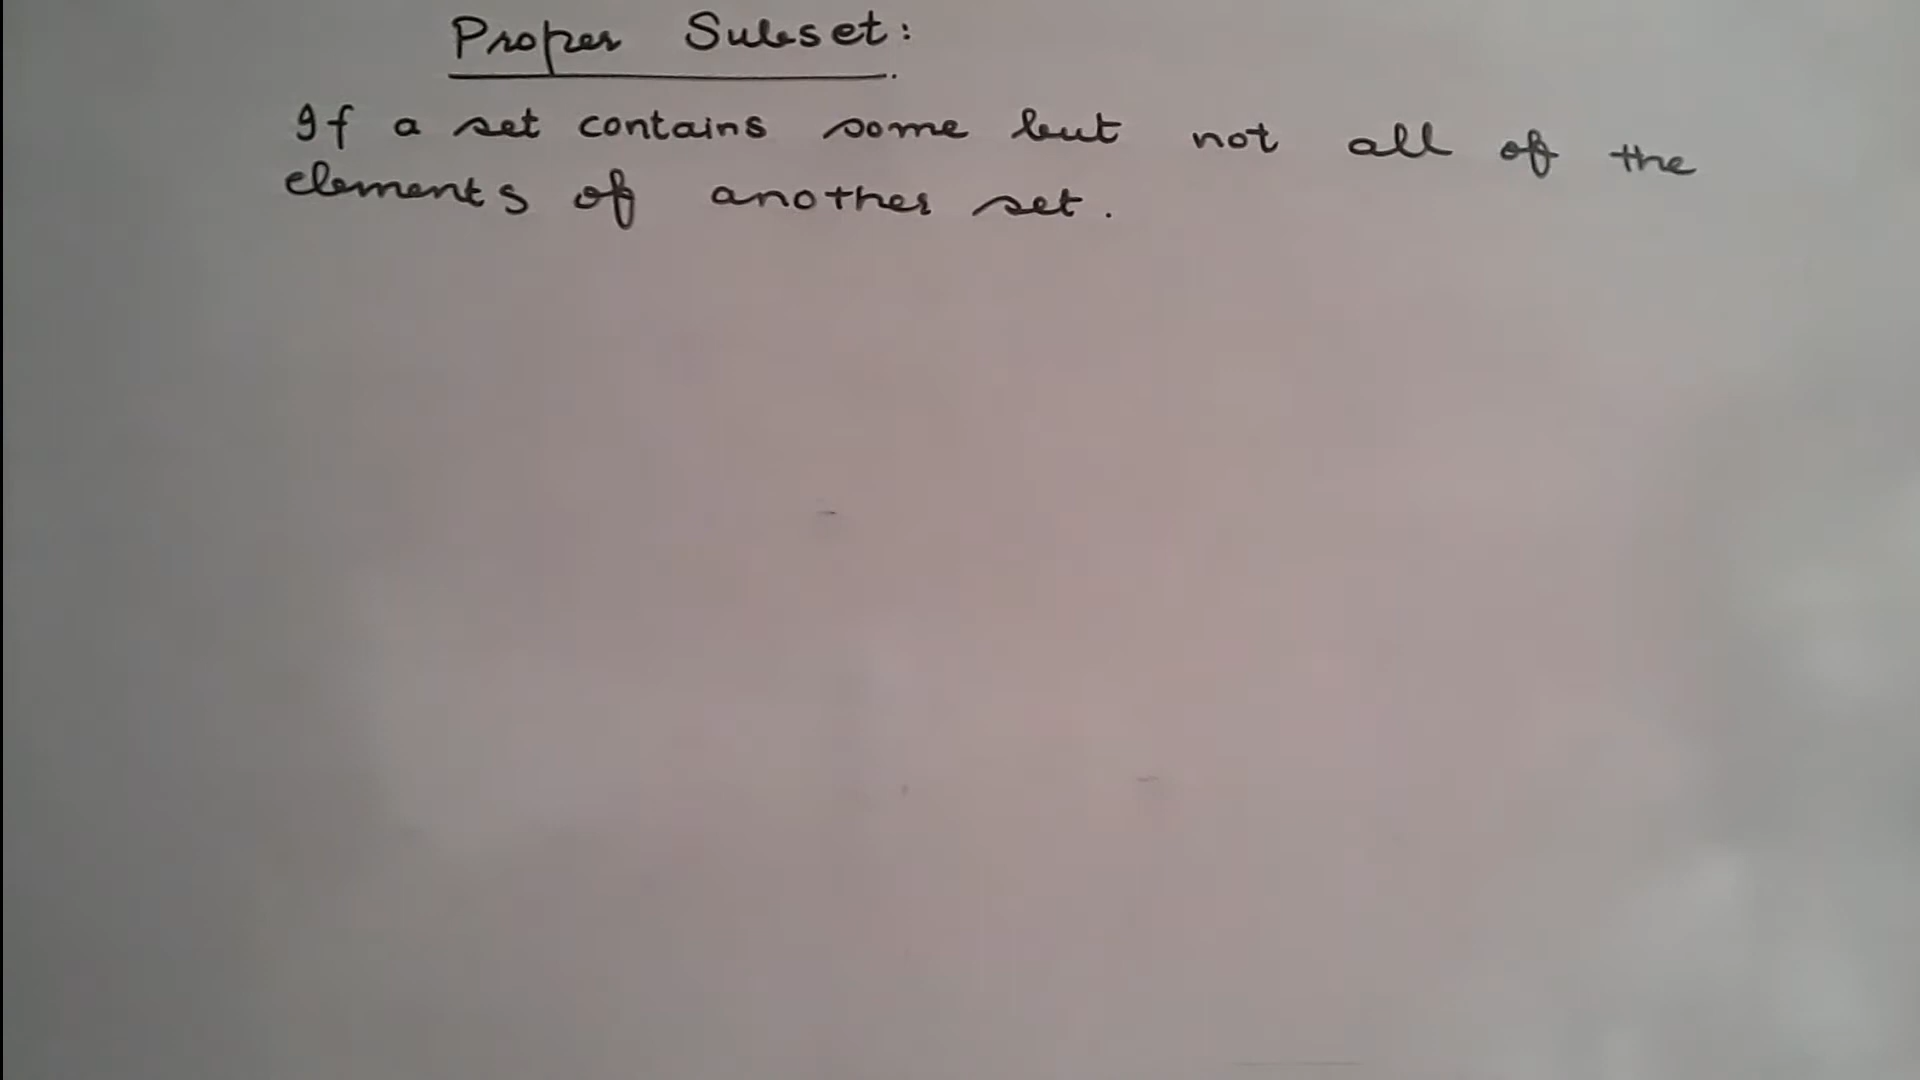 Proper Subset:
If a set contains some but not all of the
elements of another set.